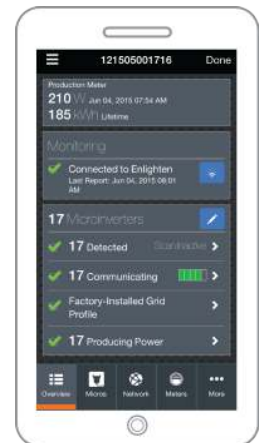 121505001716 Done
Production Meter
210 W Jun 04, 2015 07:54 AM
185 kWh Lifetime
Monitoring
Connected to Enlighten
Last Report: Jun 04, 2015 08:01
AM
17 Microinverters
17 Detected Scan Inactive
17 Communicating
Factory-Installed Grid
Profile
17 Producing Power
Overview Micros Network Meters More